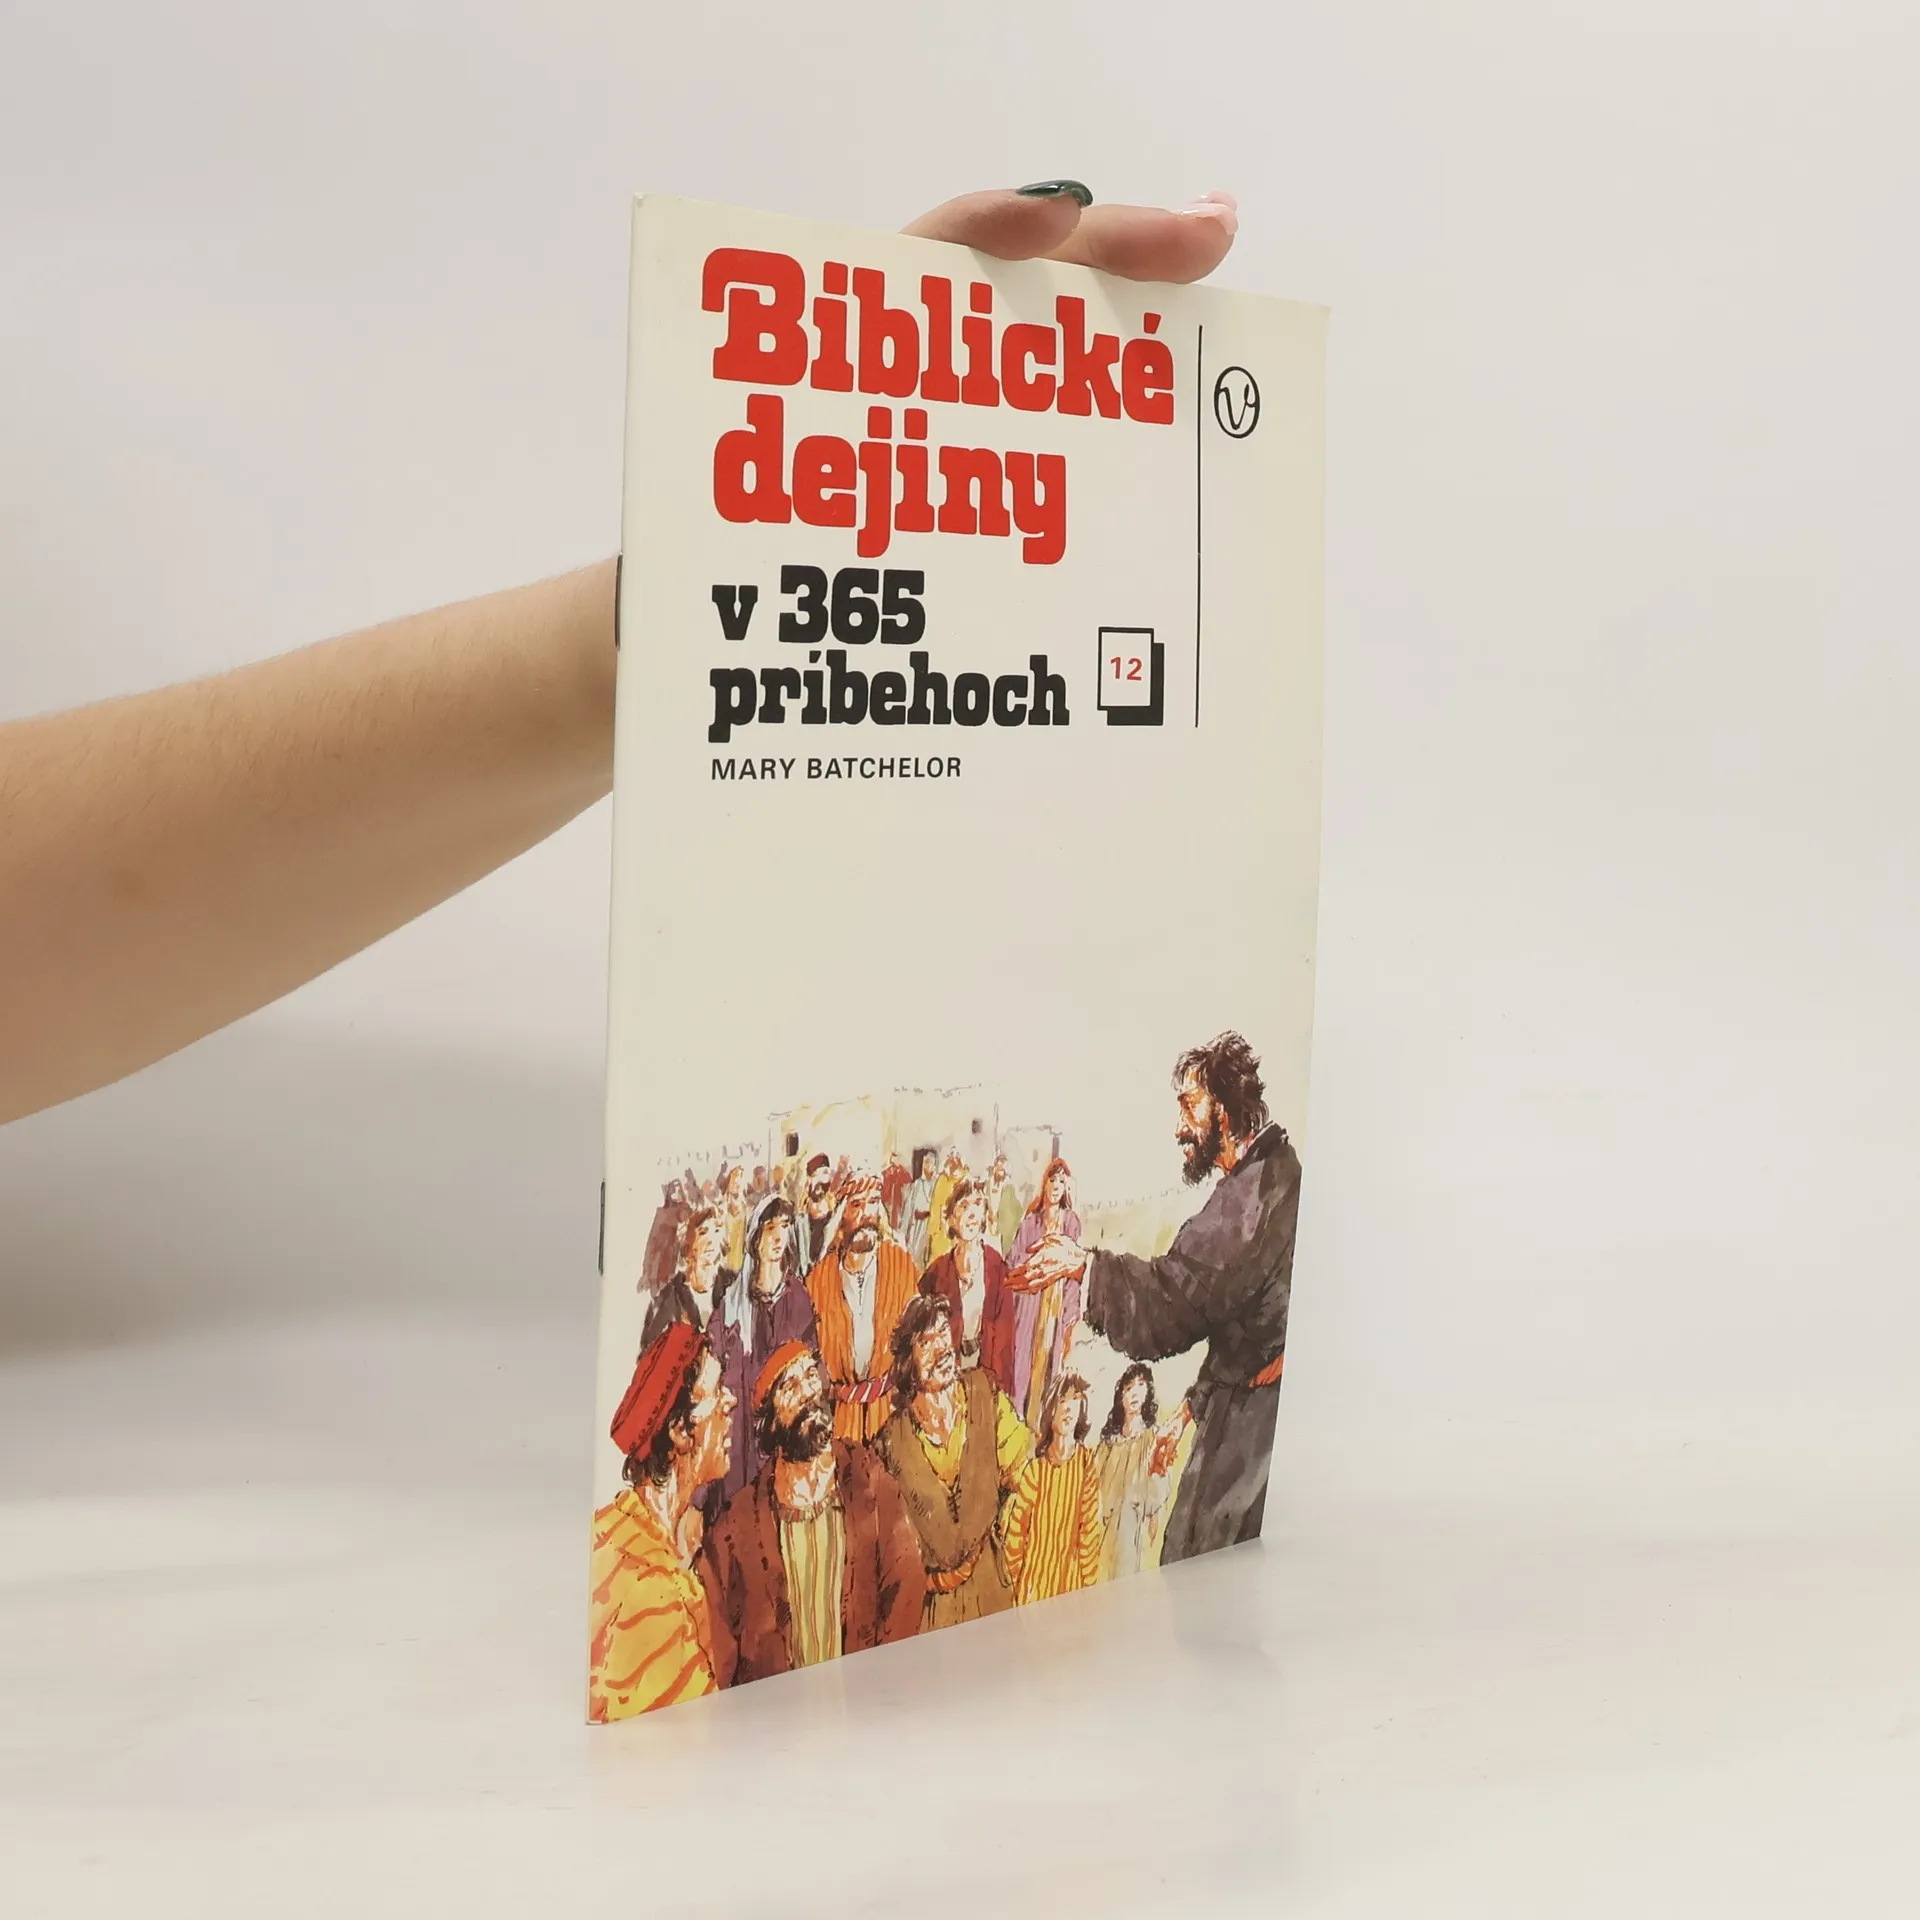 Biblické
dejiny
v 365
príbehoch
12
MARY BATCHELOR